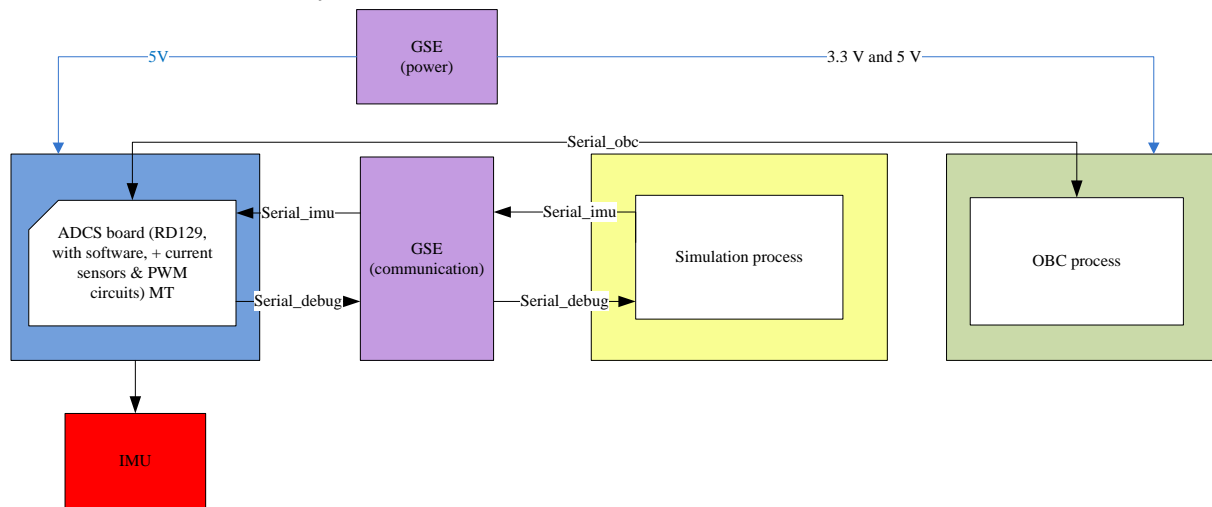 GSE
(power)
5V
3.3 V and 5 V
Serial_obc
ADCS board (RD129,
with software, + current
sensors & PWM
circuits) MT
Serial_imu
Serial_debug
GSE
(communication)
Serial_imu
Serial_debug
Simulation process
OBC process
IMU